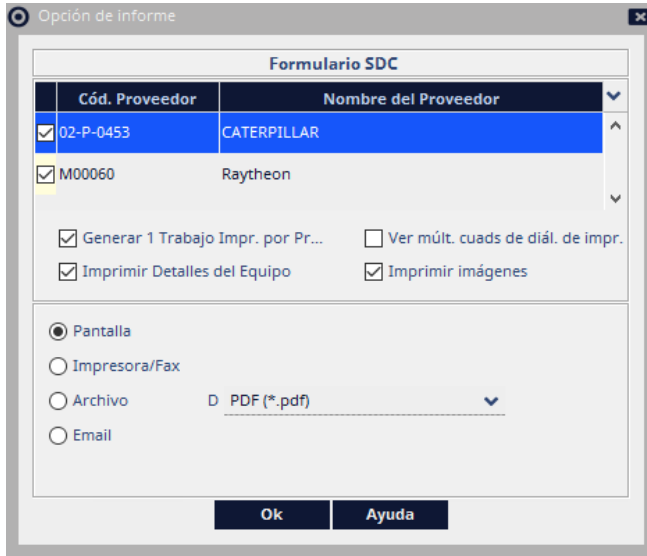 Opción de informe
Formulario SDC
Cód. Proveedor Nombre del Proveedor
02-P-0453 CATERPILLAR
M00060 Raytheon
Generar 1 Trabajo Impr. por Pr... Ver múlt. cuads de diál. de impr.
Imprimir Detalles del Equipo Imprimir imágenes
Pantalla
Impresora/Fax
Archivo D PDF (*.pdf)
Email
Ok Ayuda